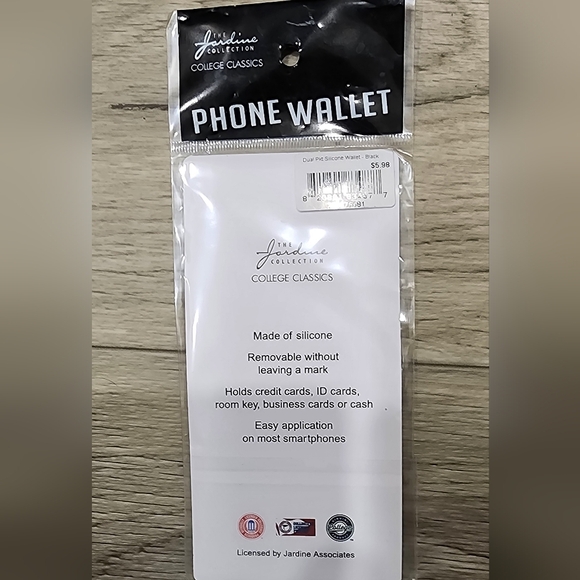 THE
Jardine
COLLECTION
COLLEGE CLASSICS
PHONE WALLET
Dual Pkt Silicone Wallet - Black
$5.98
THE
Jardine
COLLECTION
COLLEGE CLASSICS
Made of silicone
Removable without
leaving a mark
Holds credit cards, ID cards,
room key, business cards or cash
Easy application
on most smartphones
Licensed by Jardine Associates